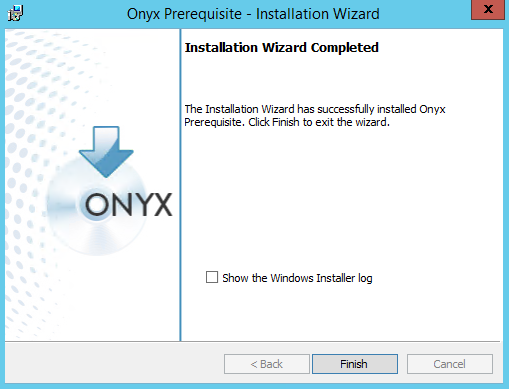 Onyx Prerequisite - Installation Wizard
x
Installation Wizard Completed
The Installation Wizard has successfully installed Onyx
Prerequisite. Click Finish to exit the wizard.
ONYX
Show the Windows Installer log
< Back
Finish
Cancel